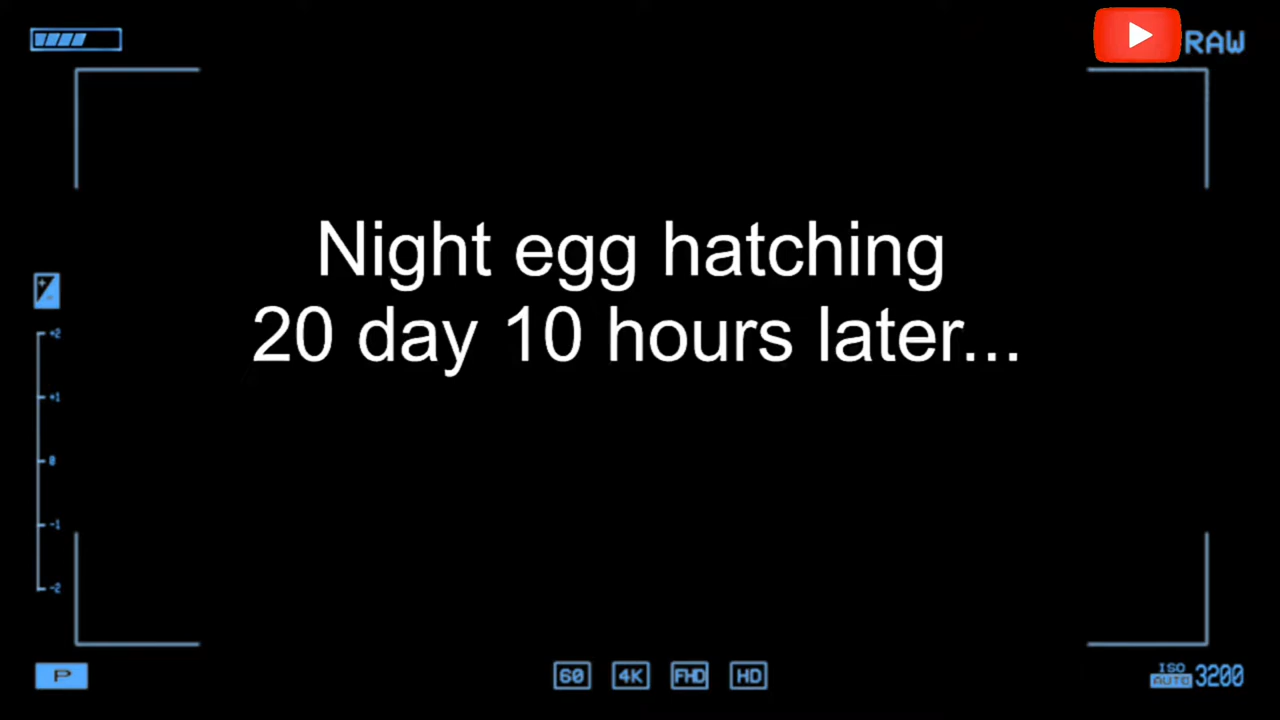 RAW
Night egg hatching
20 day 10 hours later...
+2
+1
0
-1
-2
P
60 4K FHD HD
ISO
AUTO 3200